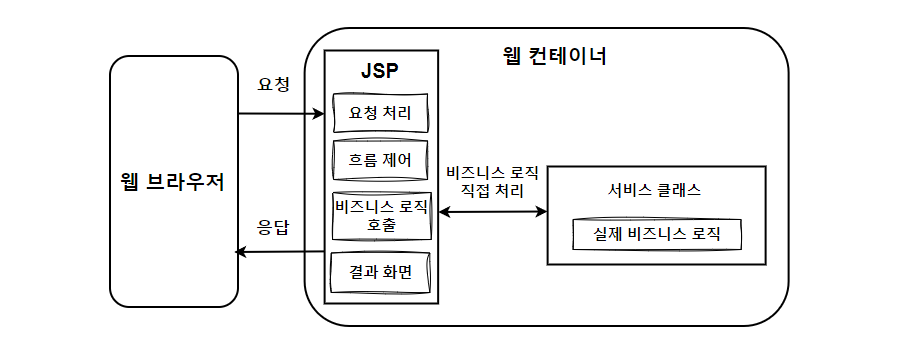 웹 컨테이너
JSP
요청
요청 처리
흐름 제어
웹 브라우저
비즈니스 로직
직접 처리
서비스 클래스
비즈니스 로직
호출
응답
실제 비즈니스 로직
결과 화면